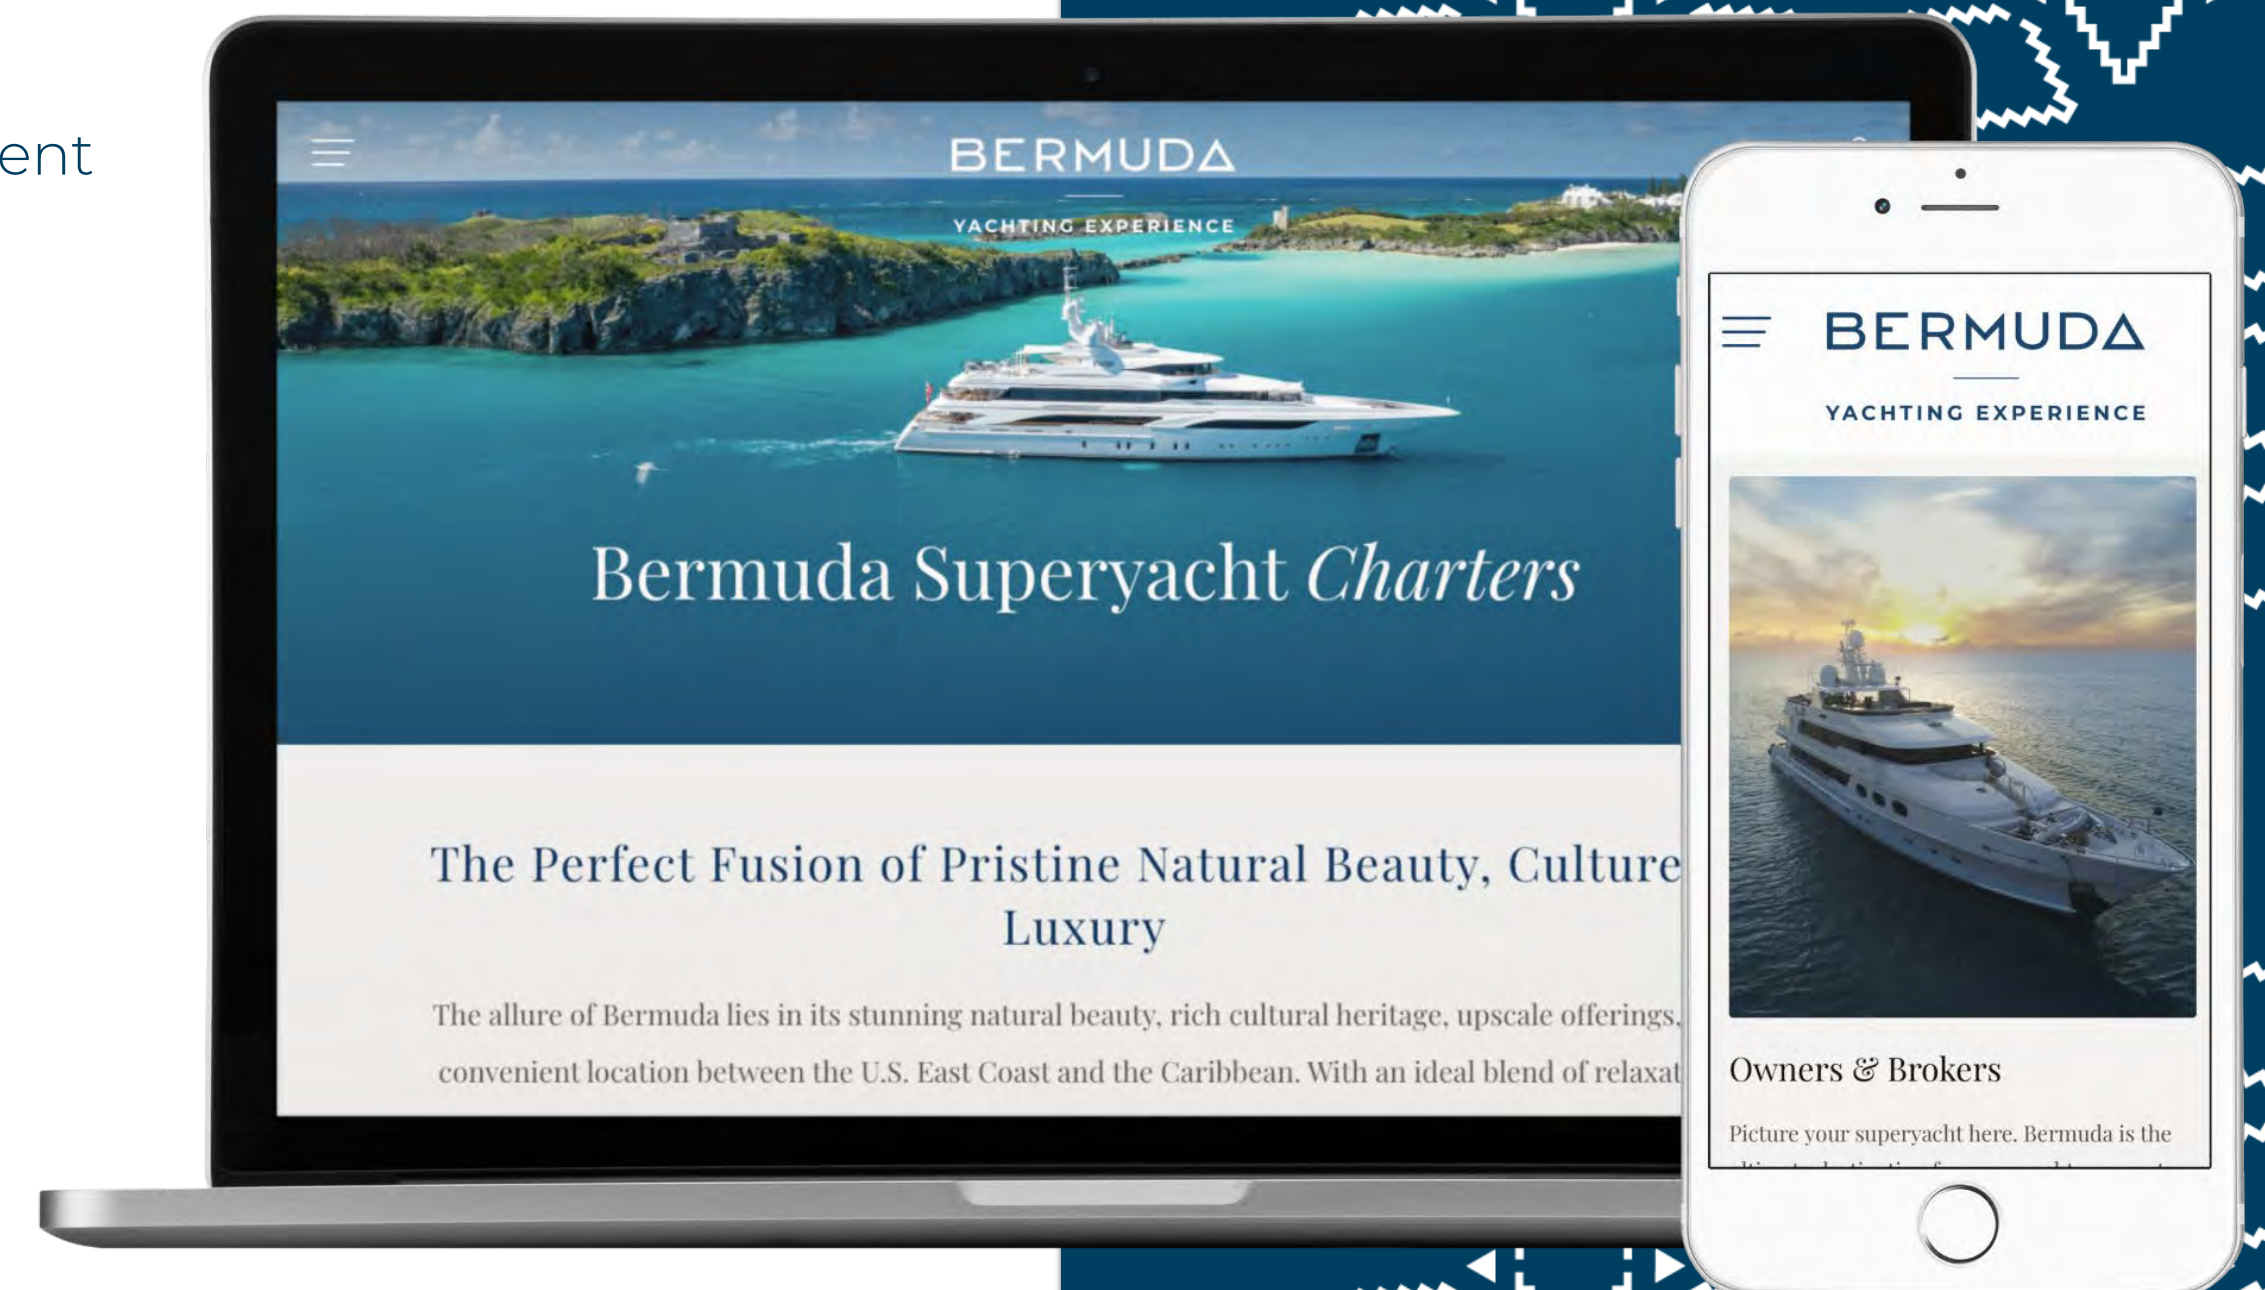 ent
BERMUDA
YACHTING EXPERIENCE
Bermuda Superyacht Charters
The Perfect Fusion of Pristine Natural Beauty, Culture
Luxury
The allure of Bermuda lies in its stunning natural beauty, rich cultural heritage, upscale offerings,
convenient location between the U.S. East Coast and the Caribbean. With an ideal blend of relaxat
BERMUDA
YACHTING EXPERIENCE
Owners & Brokers
Picture your superyacht here. Bermuda is the